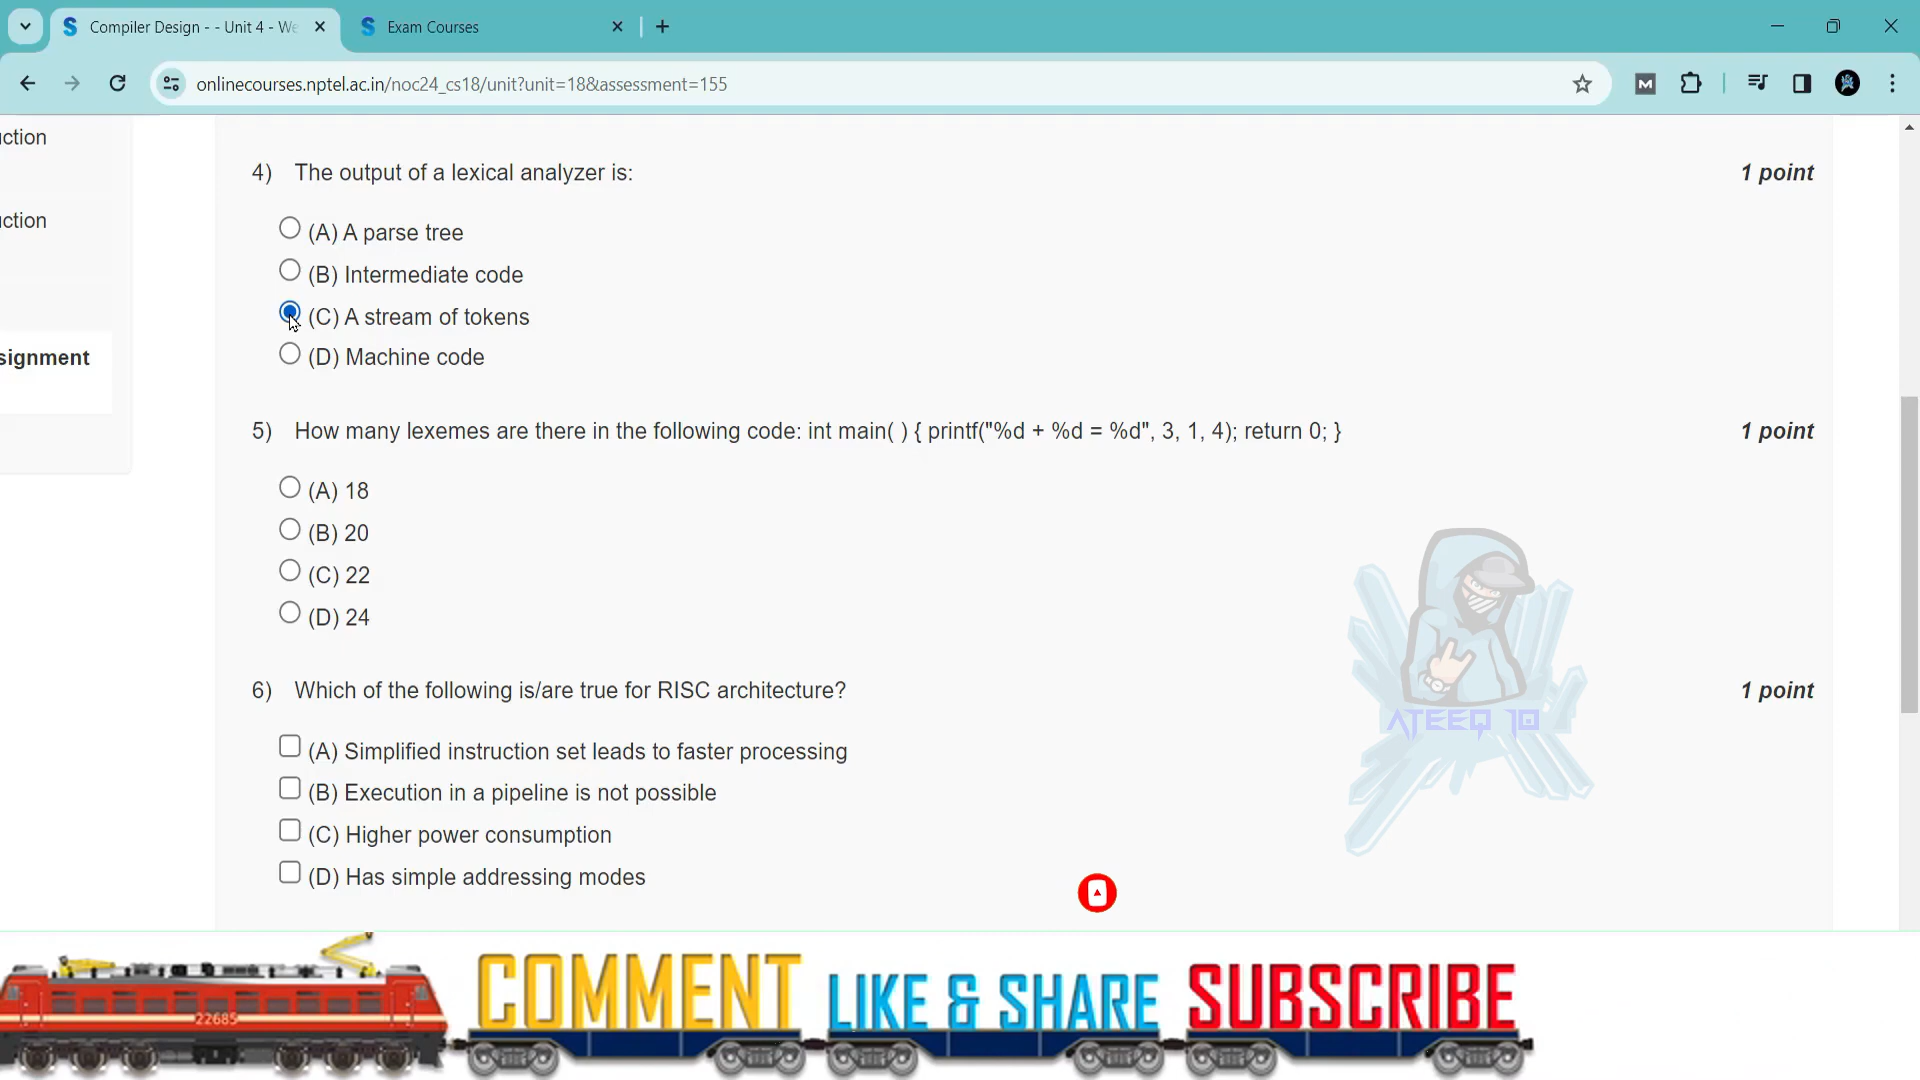 Compiler Design - - Unit 4 - We
Exam Courses
onlinecourses.nptel.ac.in/noc24_cs18/unit?unit=18&assessment=155
M
uction
uction
signment
4) The output of a lexical analyzer is: 1 point
(A) A parse tree
(B) Intermediate code
(C) A stream of tokens
(D) Machine code
5) How many lexemes are there in the following code: int main( ) { printf("%d + %d = %d", 3, 1, 4); return 0; } 1 point
(A) 18
(B) 20
(C) 22
(D) 24
6) Which of the following is/are true for RISC architecture? 1 point
(A) Simplified instruction set leads to faster processing
(B) Execution in a pipeline is not possible
(C) Higher power consumption
(D) Has simple addressing modes
ATEEQ 10
22685
COMMENT LIKE & SHARE SUBSCRIBE